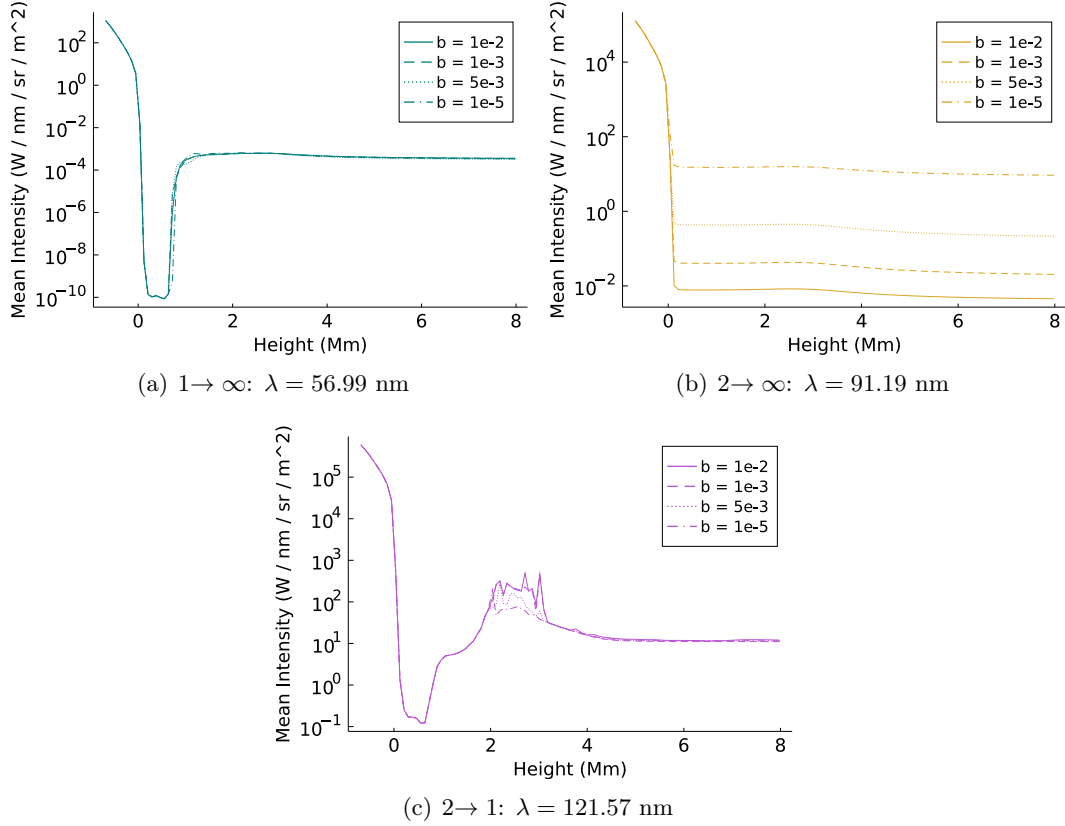 Mean Intensity (W / nm / sr / m^2)
10^2
10^0
10^-2
10^-4
10^-6
10^-8
10^-10
b = 1e-2
b = 1e-3
b = 5e-3
b = 1e-5
0 2 4 6 8
Height (Mm)
(a) 1→ ∞: λ = 56.99 nm
Mean Intensity (W / nm / sr / m^2)
10^4
10^2
10^0
10^-2
b = 1e-2
b = 1e-3
b = 5e-3
b = 1e-5
0 2 4 6 8
Height (Mm)
(b) 2→ ∞: λ = 91.19 nm
Mean Intensity (W / nm / sr / m^2)
10^5
10^4
10^3
10^2
10^1
10^0
10^-1
b = 1e-2
b = 1e-3
b = 5e-3
b = 1e-5
0 2 4 6 8
Height (Mm)
(c) 2→ 1: λ = 121.57 nm